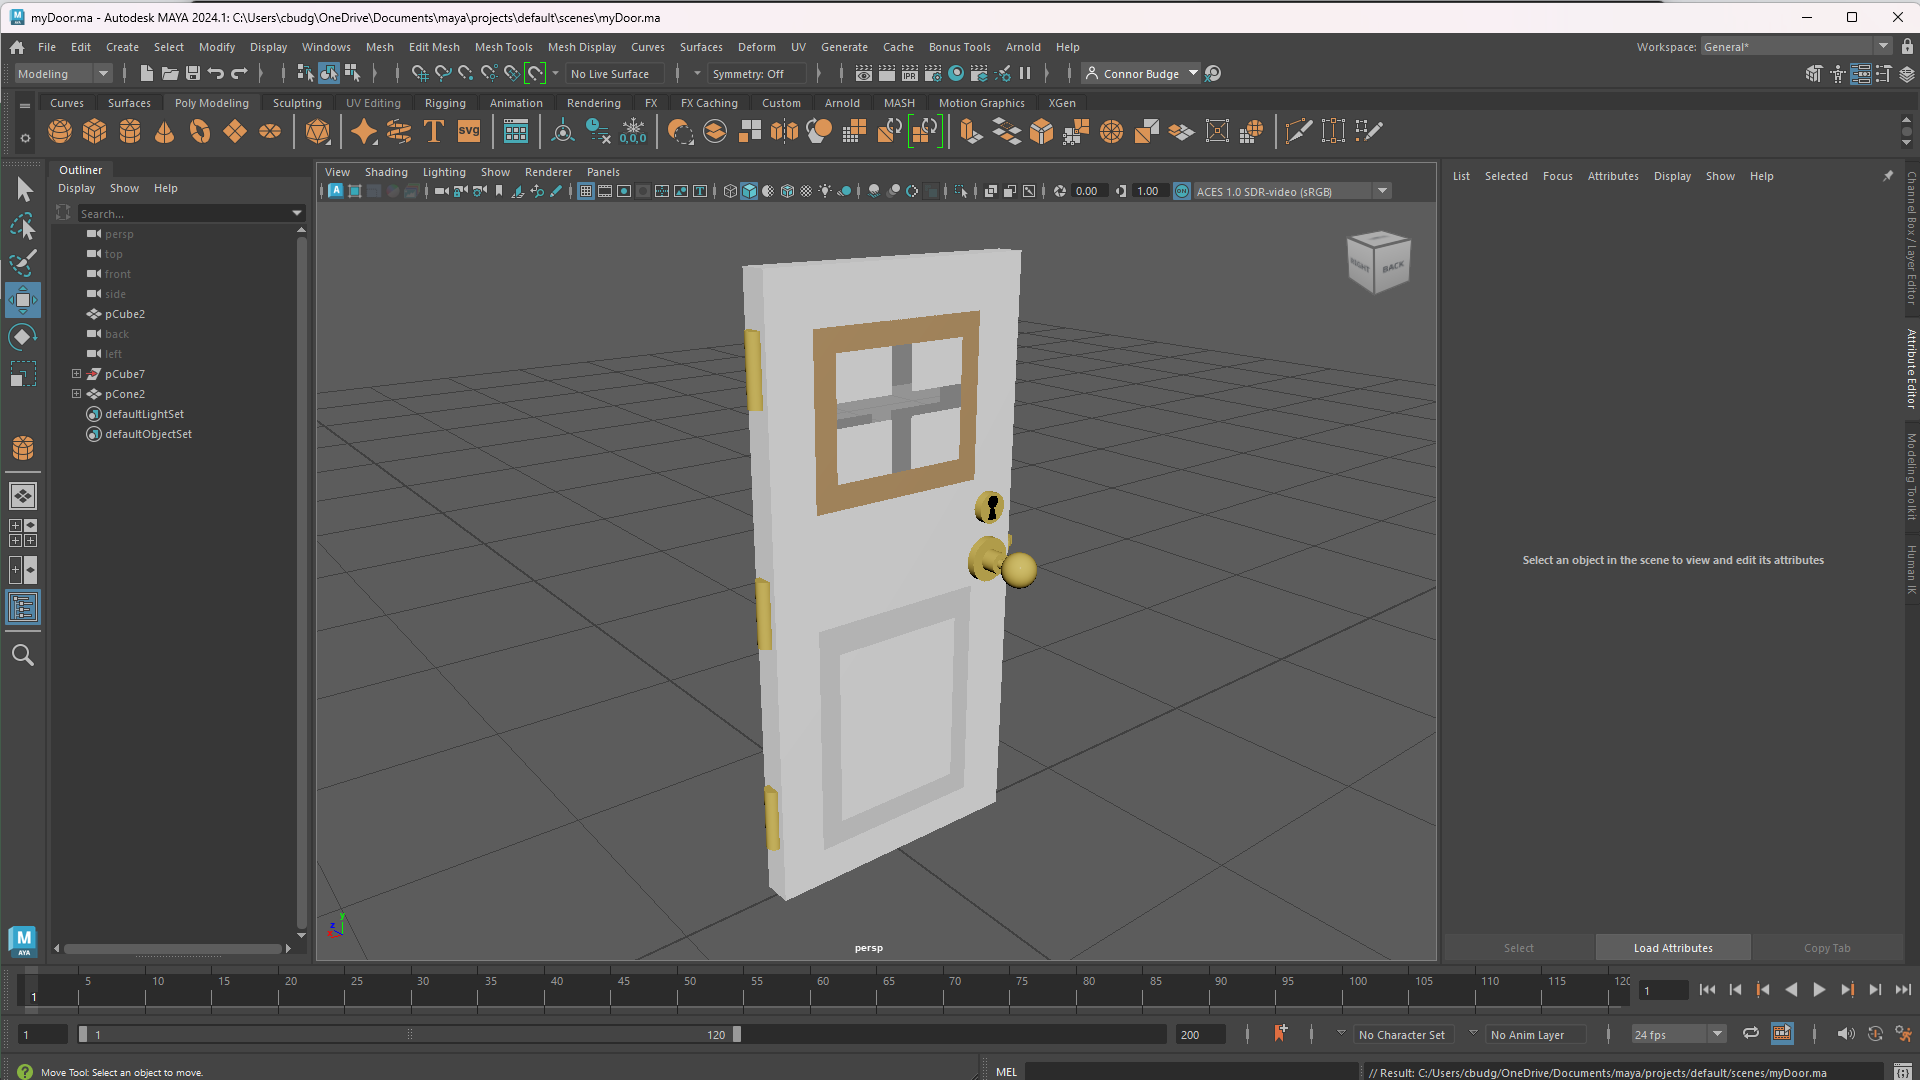 myDoor.ma - Autodesk MAYA 2024.1: C:\Users\cbudg\OneDrive\Documents\maya\projects\default\scenes\myDoor.ma
File Edit Create Select Modify Display Windows Mesh Edit Mesh Mesh Tools Mesh Display Curves Surfaces Deform UV Generate Cache Bonus Tools Arnold Help Workspace: General*
Modeling No Live Surface Symmetry: Off IPR Connor Budge
Curves Surfaces Poly Modeling Sculpting UV Editing Rigging Animation Rendering FX FX Caching Custom Arnold MASH Motion Graphics XGen
T SVG 0,0,0
Outliner
Display Show Help
Search...
persp
top
front
side
pCube2
back
left
pCube7
pCone2
defaultLightSet
defaultObjectSet
View Shading Lighting Show Renderer Panels
A 0.00 1.00 ON ACES 1.0 SDR-video (sRGB)
RIGHT BACK
y
z
persp
List Selected Focus Attributes Display Show Help
Select an object in the scene to view and edit its attributes
Select Load Attributes Copy Tab
Channel Box / Layer Editor
Attribute Editor
Modeling Toolkit
Human IK
M
AYA
5 10 15 20 25 30 35 40 45 50 55 60 65 70 75 80 85 90 95 100 105 110 115 120
1 1
1 1 120 200 No Character Set No Anim Layer 24 fps
Move Tool: Select an object to move. MEL // Result: C:/Users/cbudg/OneDrive/Documents/maya/projects/default/scenes/myDoor.ma